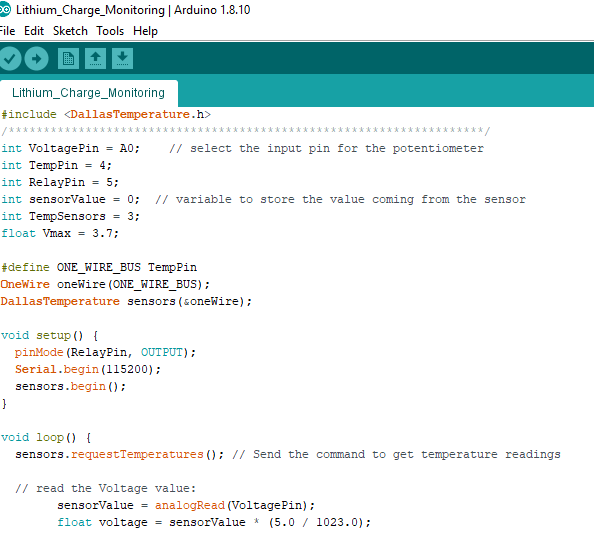 Lithium_Charge_Monitoring | Arduino 1.8.10
File Edit Sketch Tools Help
Lithium_Charge_Monitoring
#include <DallasTemperature.h>
/********************************************************************/
int VoltagePin = A0;    // select the input pin for the potentiometer
int TempPin = 4;
int RelayPin = 5;
int sensorValue = 0;  // variable to store the value coming from the sensor
int TempSensors = 3;
float Vmax = 3.7;
#define ONE_WIRE_BUS TempPin
OneWire oneWire(ONE_WIRE_BUS);
DallasTemperature sensors(&oneWire);
void setup() {
  pinMode(RelayPin, OUTPUT);
  Serial.begin(115200);
  sensors.begin();
}
void loop() {
  sensors.requestTemperatures(); // Send the command to get temperature readings
  // read the Voltage value:
        sensorValue = analogRead(VoltagePin);
        float voltage = sensorValue * (5.0 / 1023.0);